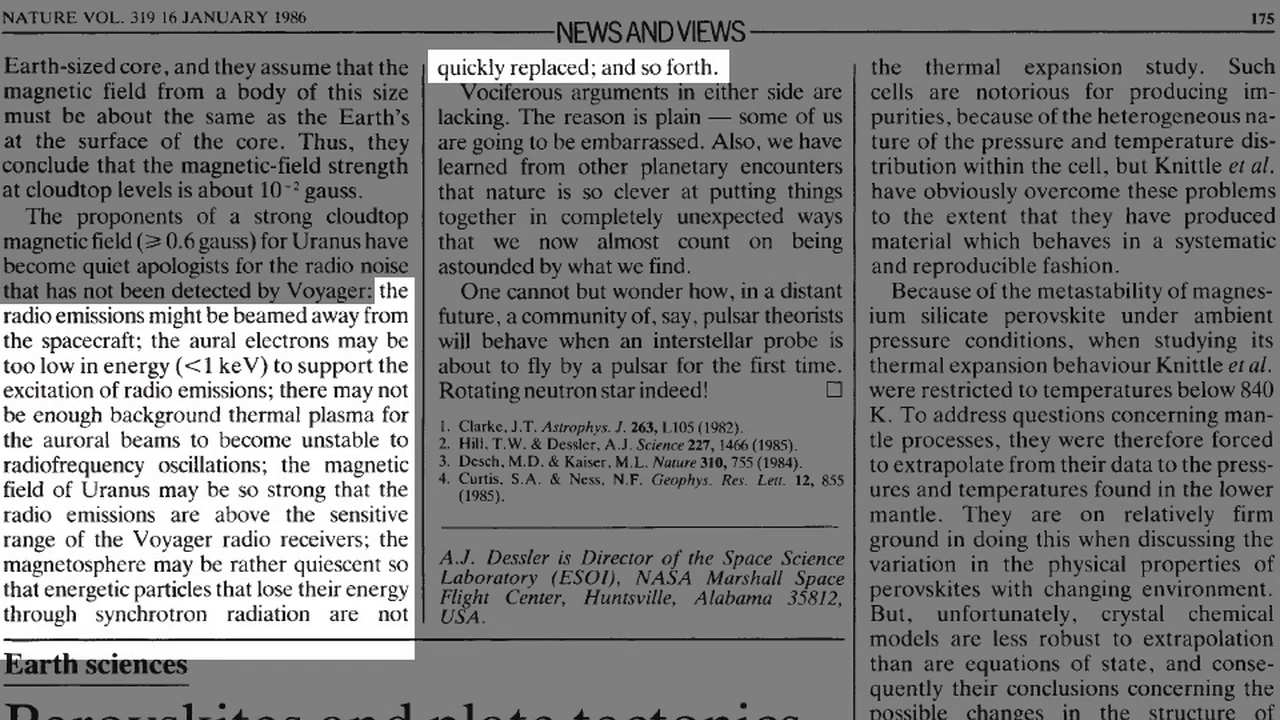 NATURE VOL. 319 16 JANUARY 1986
NEWS AND VIEWS
175
Earth-sized core, and they assume that the
magnetic field from a body of this size
must be about the same as the Earth's
at the surface of the core. Thus, they
conclude that the magnetic-field strength
at cloudtop levels is about 10⁻² gauss.
The proponents of a strong cloudtop
magnetic field (⩾ 0.6 gauss) for Uranus have
become quiet apologists for the radio noise
that has not been detected by Voyager: the
radio emissions might be beamed away from
the spacecraft; the aural electrons may be
too low in energy (<1 keV) to support the
excitation of radio emissions; there may not
be enough background thermal plasma for
the auroral beams to become unstable to
radiofrequency oscillations; the magnetic
field of Uranus may be so strong that the
radio emissions are above the sensitive
range of the Voyager radio receivers; the
magnetosphere may be rather quiescent so
that energetic particles that lose their energy
through synchrotron radiation are not
quickly replaced; and so forth.
Vociferous arguments in either side are
lacking. The reason is plain — some of us
are going to be embarrassed. Also, we have
learned from other planetary encounters
that nature is so clever at putting things
together in completely unexpected ways
that we now almost count on being
astounded by what we find.
One cannot but wonder how, in a distant
future, a community of, say, pulsar theorists
will behave when an interstellar probe is
about to fly by a pulsar for the first time.
Rotating neutron star indeed! □
1. Clarke, J.T. Astrophys. J. 263, L105 (1982).
2. Hill, T.W. & Dessler, A.J. Science 227, 1466 (1985).
3. Desch, M.D. & Kaiser, M.L. Nature 310, 755 (1984).
4. Curtis, S.A. & Ness, N.F. Geophys. Res. Lett. 12, 855
(1985).
A.J. Dessler is Director of the Space Science
Laboratory (ESOI), NASA Marshall Space
Flight Center, Huntsville, Alabama 35812,
USA.
Earth sciences
Perovskites and plate tectonics
the thermal expansion study. Such
cells are notorious for producing im-
purities, because of the heterogeneous na-
ture of the pressure and temperature dis-
tribution within the cell, but Knittle et al.
have obviously overcome these problems
to the extent that they have produced
material which behaves in a systematic
and reproducible fashion.
Because of the metastability of magnes-
ium silicate perovskite under ambient
pressure conditions, when studying its
thermal expansion behaviour Knittle et al.
were restricted to temperatures below 840
K. To address questions concerning man-
tle processes, they were therefore forced
to extrapolate from their data to the press-
ures and temperatures found in the lower
mantle. They are on relatively firm
ground in doing this when discussing the
variation in the physical properties of
perovskites with changing environment.
But, unfortunately, crystal chemical
models are less robust to extrapolation
than are equations of state, and conse-
quently their conclusions concerning the
possible changes in the structure of